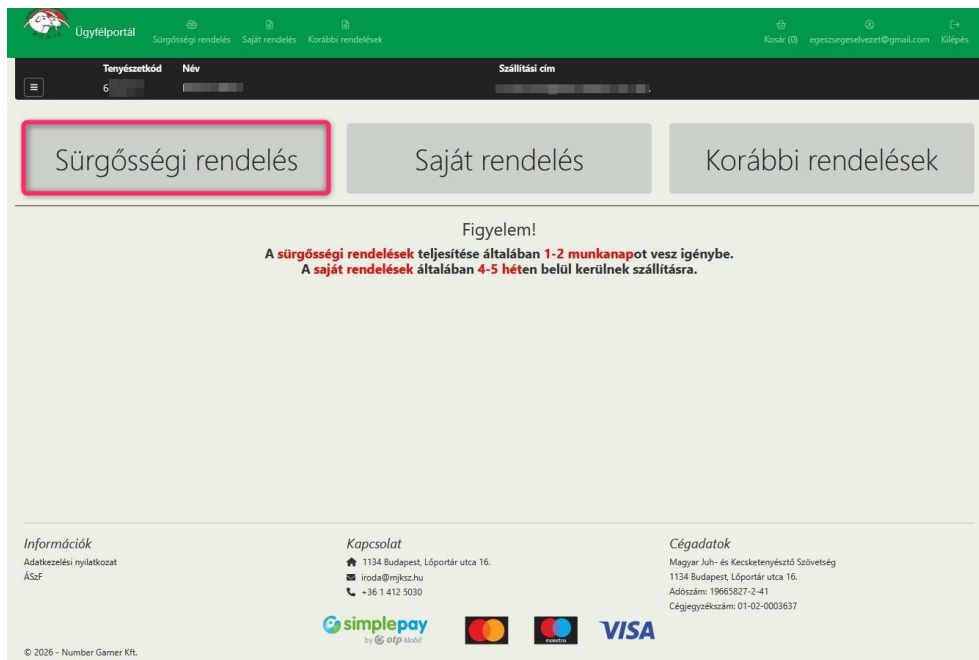 Ügyfélportál
Sürgősségi rendelés Saját rendelés Korábbi rendelések
Kosár (0) egeszsegeselvezet@gmail.com Kilépés
Tenyészetkód Név Szállítási cím
6
Sürgősségi rendelés Saját rendelés Korábbi rendelések
Figyelem!
A sürgősségi rendelések teljesítése általában 1-2 munkanapot vesz igénybe.
A saját rendelések általában 4-5 héten belül kerülnek szállításra.
Információk
Adatkezelési nyilatkozat
ÁSzF
Kapcsolat
1134 Budapest, Lőportár utca 16.
iroda@mjksz.hu
+36 1 412 5030
Cégadatok
Magyar Juh- és Kecsketenyésztő Szövetség
1134 Budapest, Lőportár utca 16.
Adószám: 19665827-2-41
Cégjegyzékszám: 01-02-0003637
simplepay
by otp Mobil
maestro
VISA
© 2026 - Number Garner Kft.